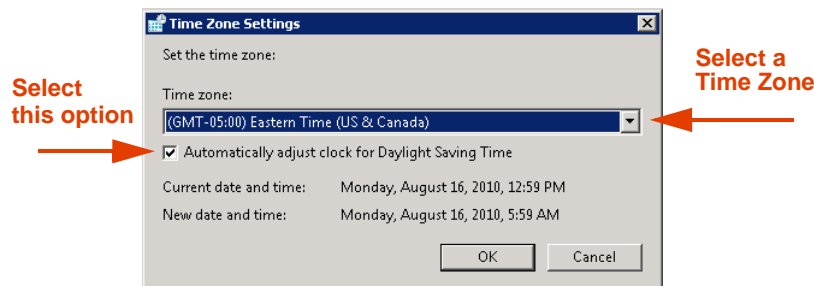 Time Zone Settings
Set the time zone:
Select a
Time Zone
Select
this option
Time zone:
(GMT-05:00) Eastern Time (US & Canada)
Automatically adjust clock for Daylight Saving Time
Current date and time: Monday, August 16, 2010, 12:59 PM
New date and time: Monday, August 16, 2010, 5:59 AM
OK Cancel